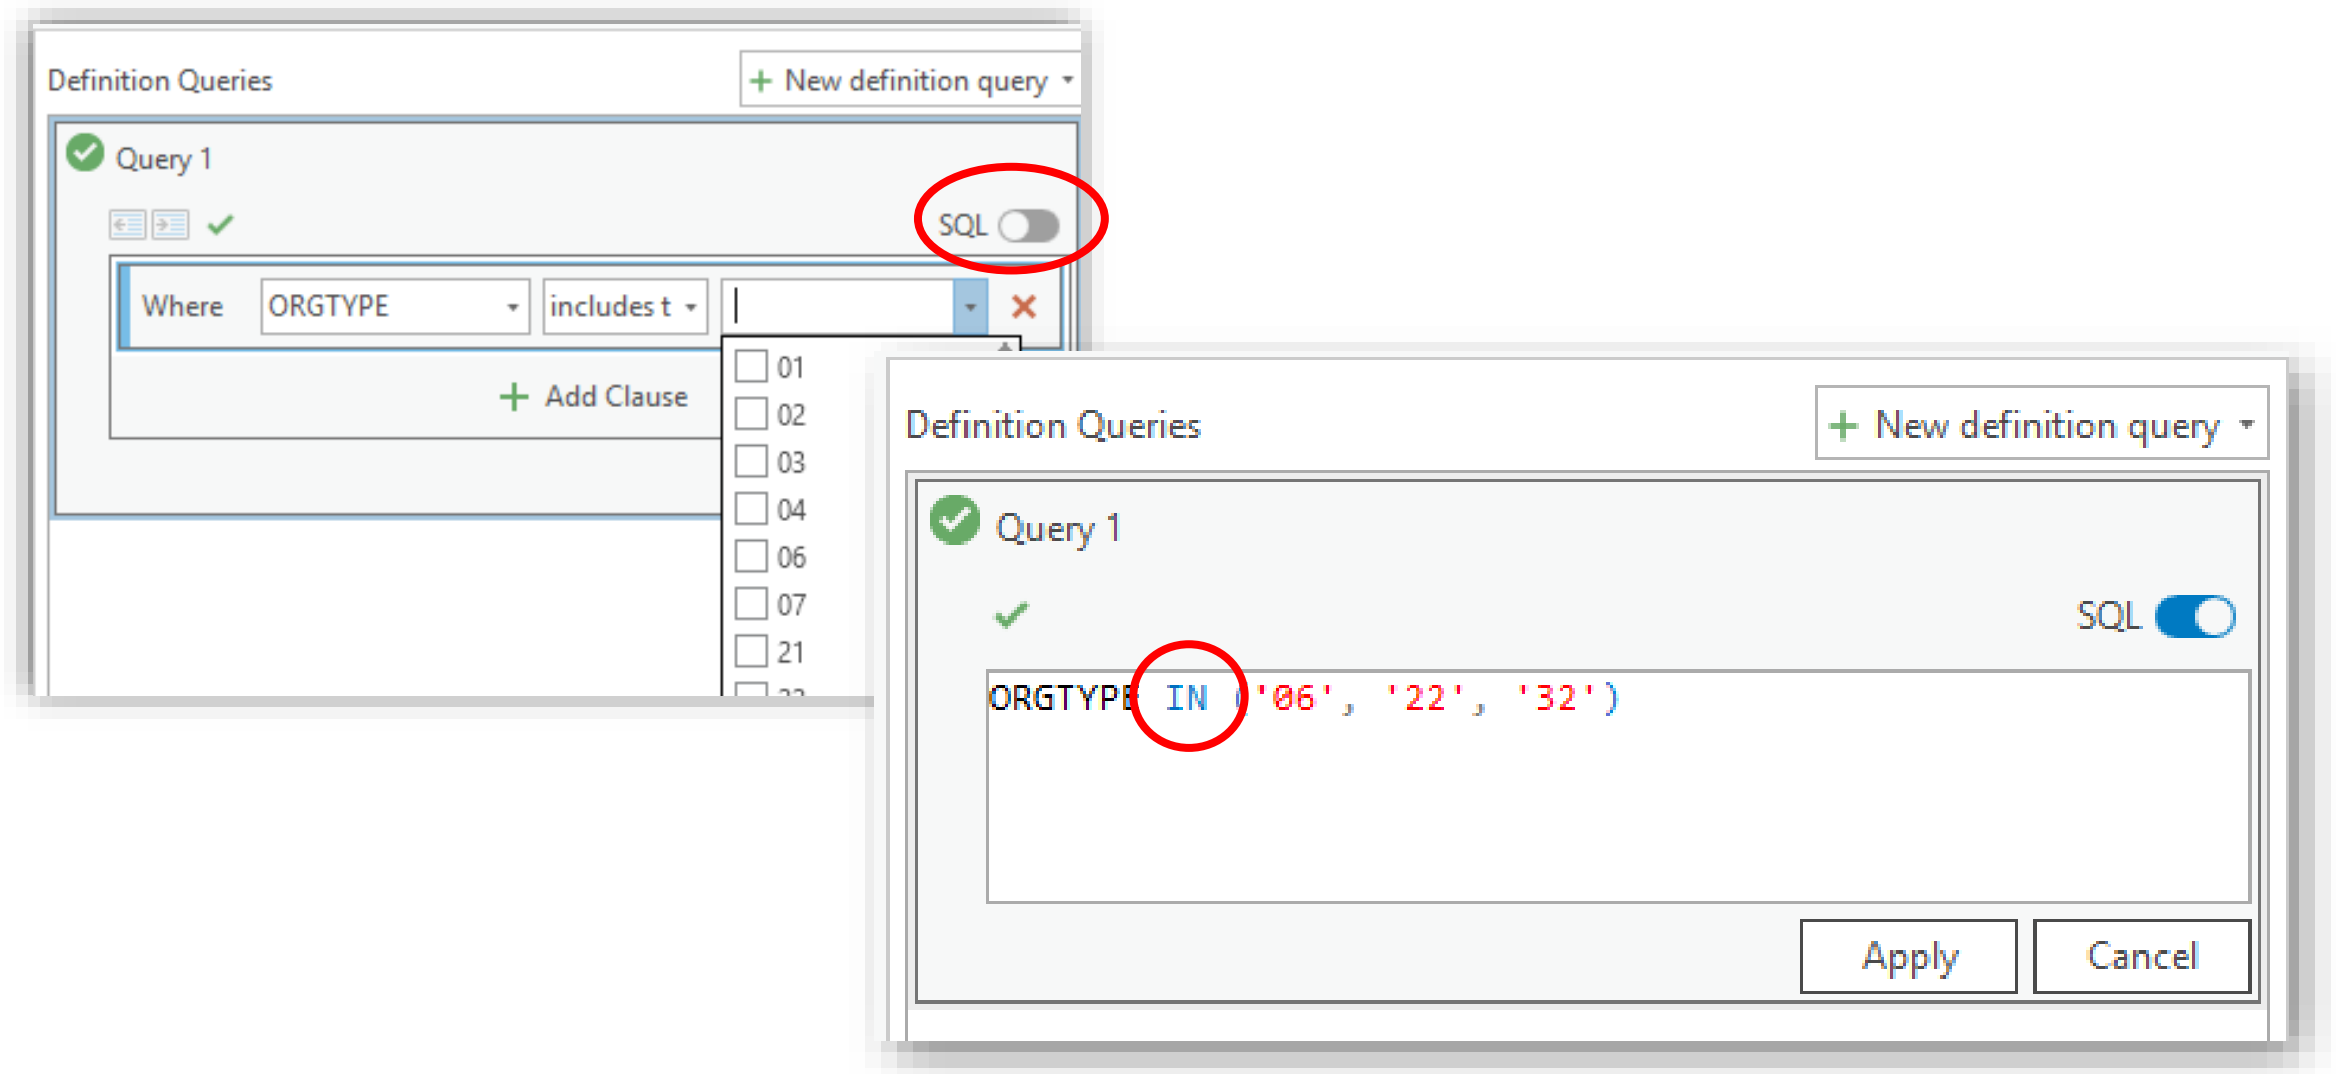 Definition Queries
New definition query
Query 1
SQL
Where ORGTYPE includes t
01
Add Clause
02
03
04
06
07
21
Definition Queries
New definition query
Query 1
SQL
ORGTYPE IN ('06', '22', '32')
Apply Cancel